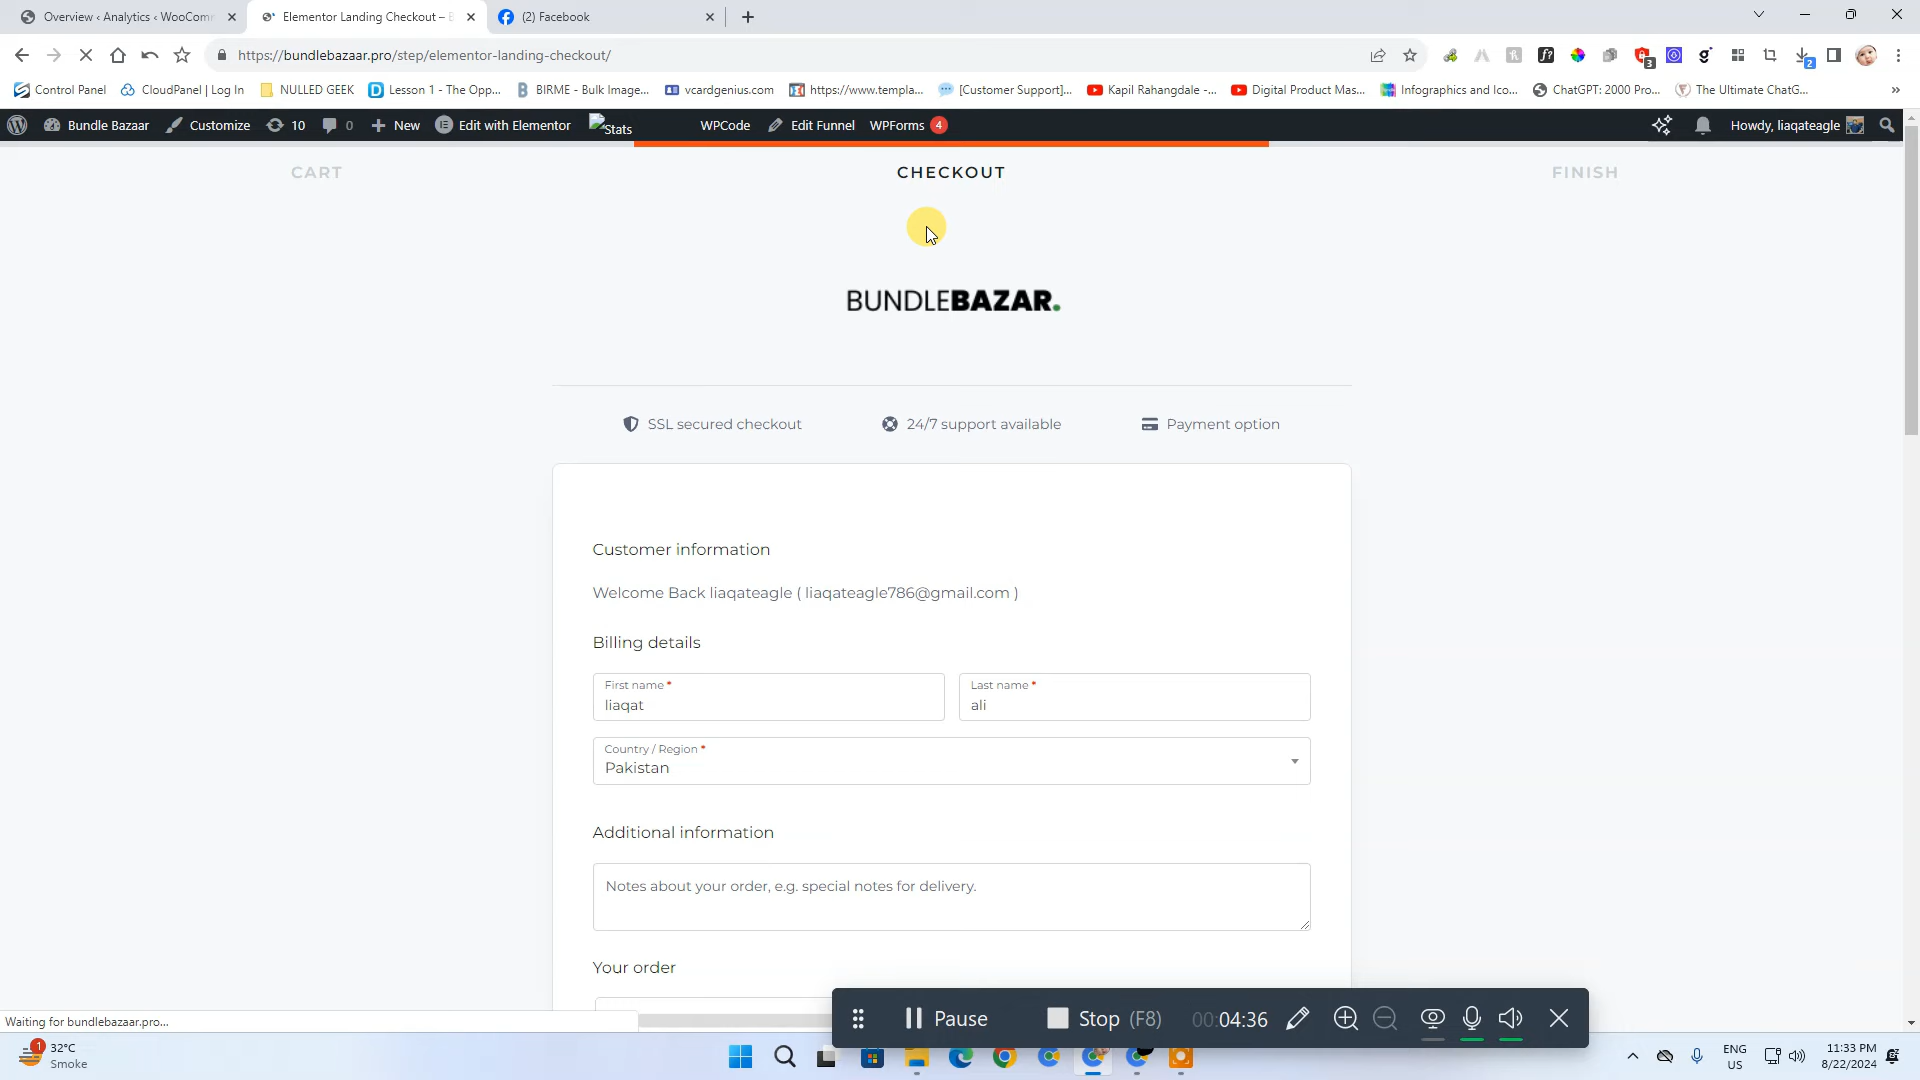 Overview ‹ Analytics ‹ WooComm
Elementor Landing Checkout – B
(2) Facebook
https://bundlebazaar.pro/step/elementor-landing-checkout/
3
2
Control Panel
CloudPanel | Log In
NULLED GEEK
Lesson 1 - The Opp...
BIRME - Bulk Image...
vcardgenius.com
https://www.templa...
[Customer Support]...
Kapil Rahangdale -...
Digital Product Mas...
Infographics and Ico...
ChatGPT: 2000 Pro...
The Ultimate ChatG...
»
Bundle Bazaar
Customize
10
0
New
Edit with Elementor
Stats
WPCode
Edit Funnel
WPForms 4
Howdy, liaqateagle
CART
CHECKOUT
FINISH
BUNDLEBAZAR.
SSL secured checkout
24/7 support available
Payment option
Customer information
Welcome Back liaqateagle ( liaqateagle786@gmail.com )
Billing details
First name *
liaqat
Last name *
ali
Country / Region *
Pakistan
Additional information
Notes about your order, e.g. special notes for delivery.
Your order
Waiting for bundlebazaar.pro...
Pause
Stop (F8)
00:04:36
1
32°C
Smoke
ENG
US
11:33 PM
8/22/2024